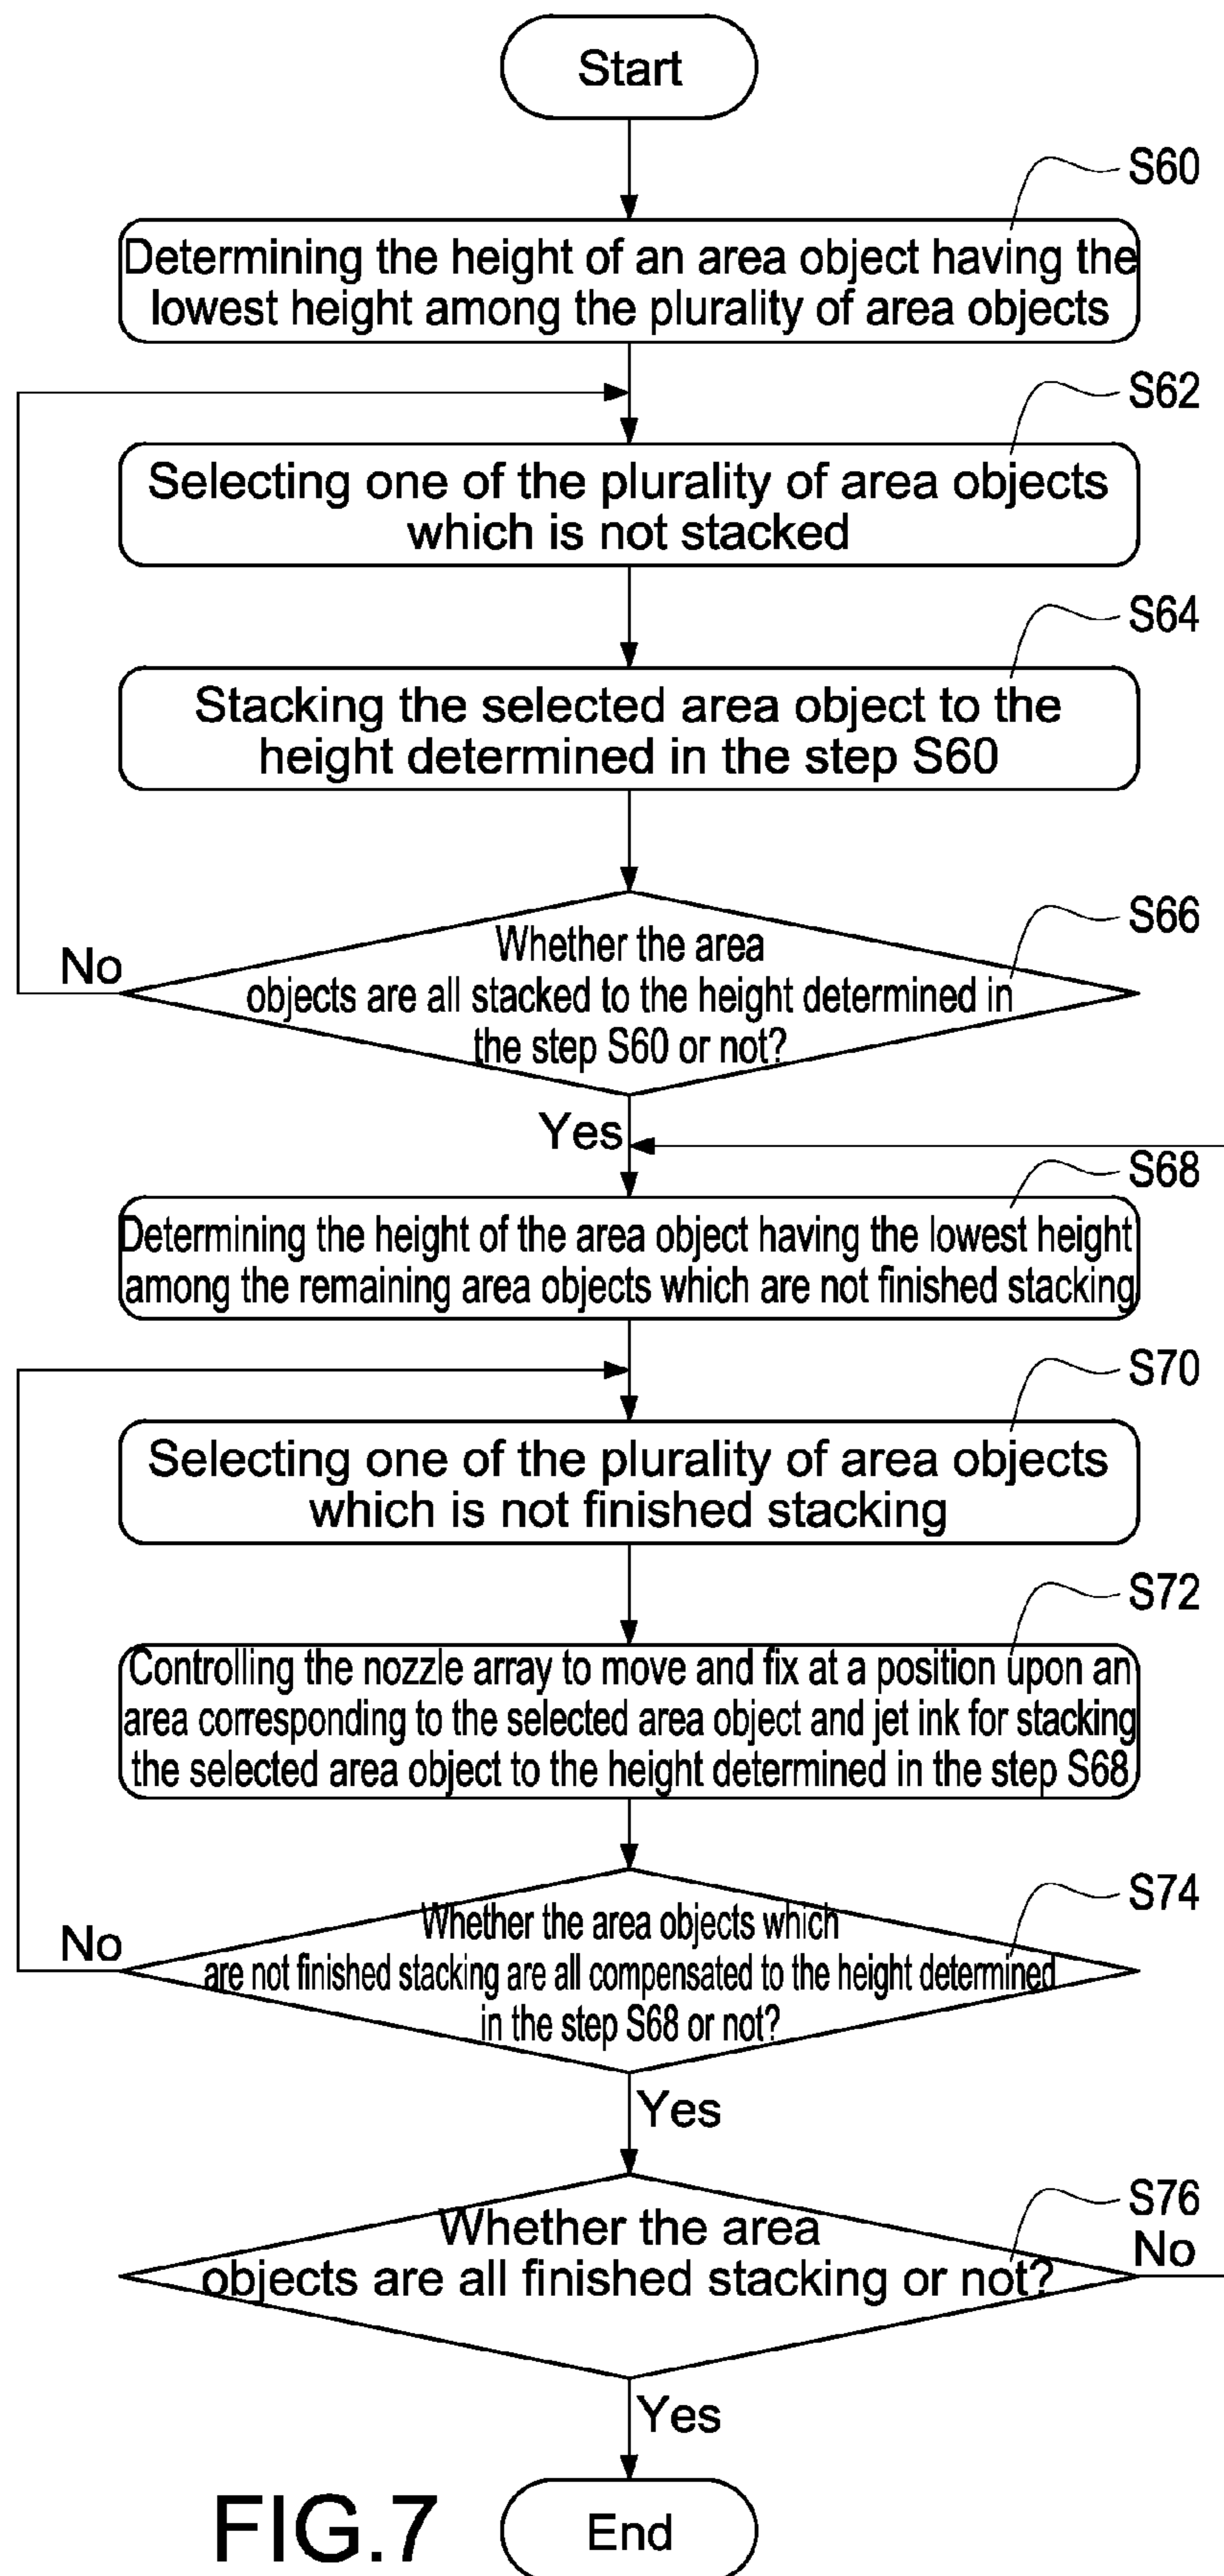 Start
S60
Determining the height of an area object having the
lowest height among the plurality of area objects
S62
Selecting one of the plurality of area objects
which is not stacked
S64
Stacking the selected area object to the
height determined in the step S60
S66
Whether the area
objects are all stacked to the height determined in
the step S60 or not?
No
Yes
S68
Determining the height of the area object having the lowest height
among the remaining area objects which are not finished stacking
S70
Selecting one of the plurality of area objects
which is not finished stacking
S72
Controlling the nozzle array to move and fix at a position upon an
area corresponding to the selected area object and jet ink for stacking
the selected area object to the height determined in the step S68
S74
Whether the area objects which
are not finished stacking are all compensated to the height determined
in the step S68 or not?
No
Yes
S76
Whether the area
objects are all finished stacking or not?
No
Yes
End
FIG.7